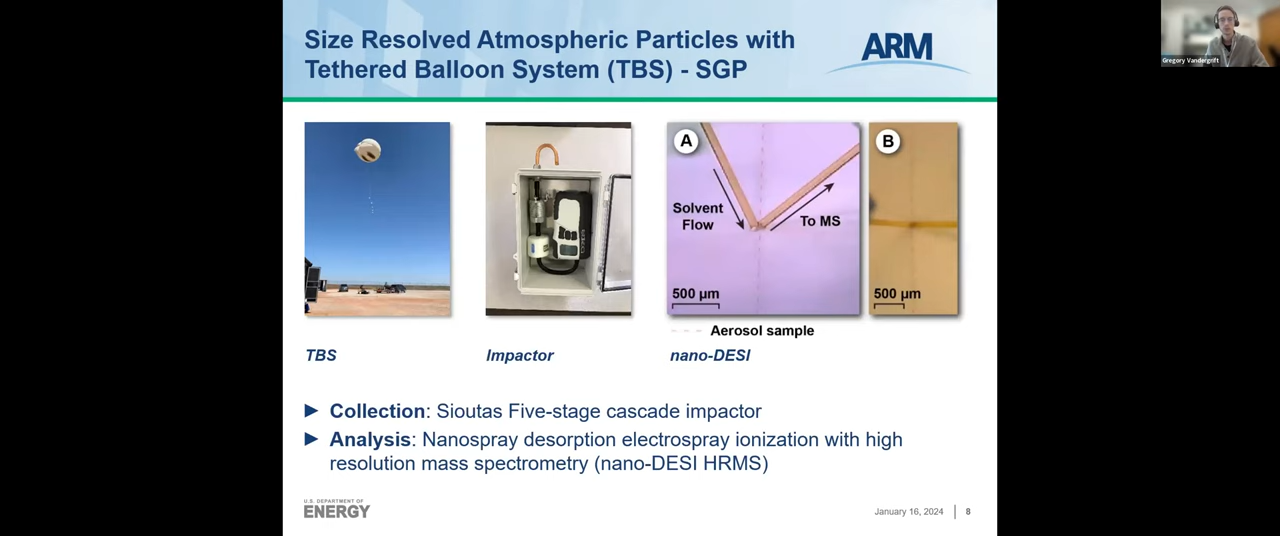 Size Resolved Atmospheric Particles with
Tethered Balloon System (TBS) - SGP
ARM
Gregory Vandergrift
A
Solvent
Flow
To MS
500 µm
B
500 µm
Aerosol sample
TBS
Impactor
nano-DESI
Collection: Sioutas Five-stage cascade impactor
Analysis: Nanospray desorption electrospray ionization with high
resolution mass spectrometry (nano-DESI HRMS)
U.S. DEPARTMENT OF
ENERGY
January 16, 2024
8